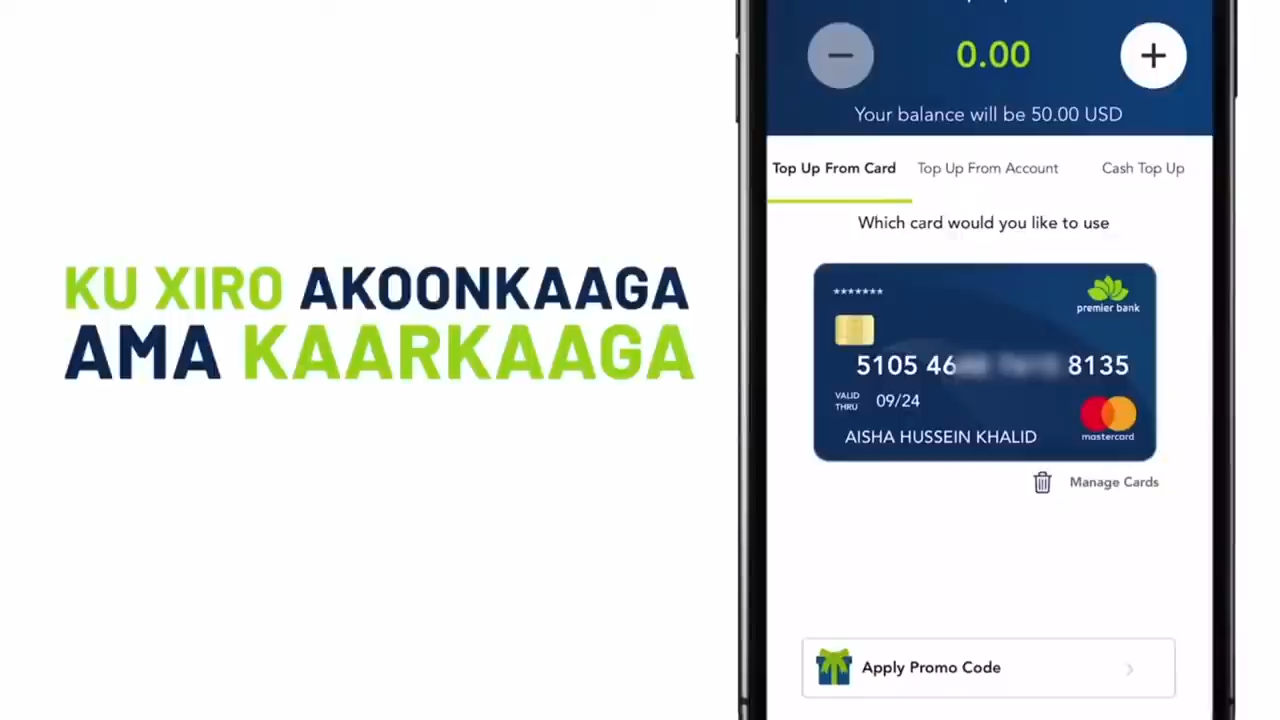 KU XIRO AKOONKAAGA
AMA KAARKAAGA
0.00
Your balance will be 50.00 USD
Top Up From Card
Top Up From Account
Cash Top Up
Which card would you like to use
*******
premier bank
5105 46 8135
VALID
THRU
09/24
AISHA HUSSEIN KHALID
mastercard
Manage Cards
Apply Promo Code